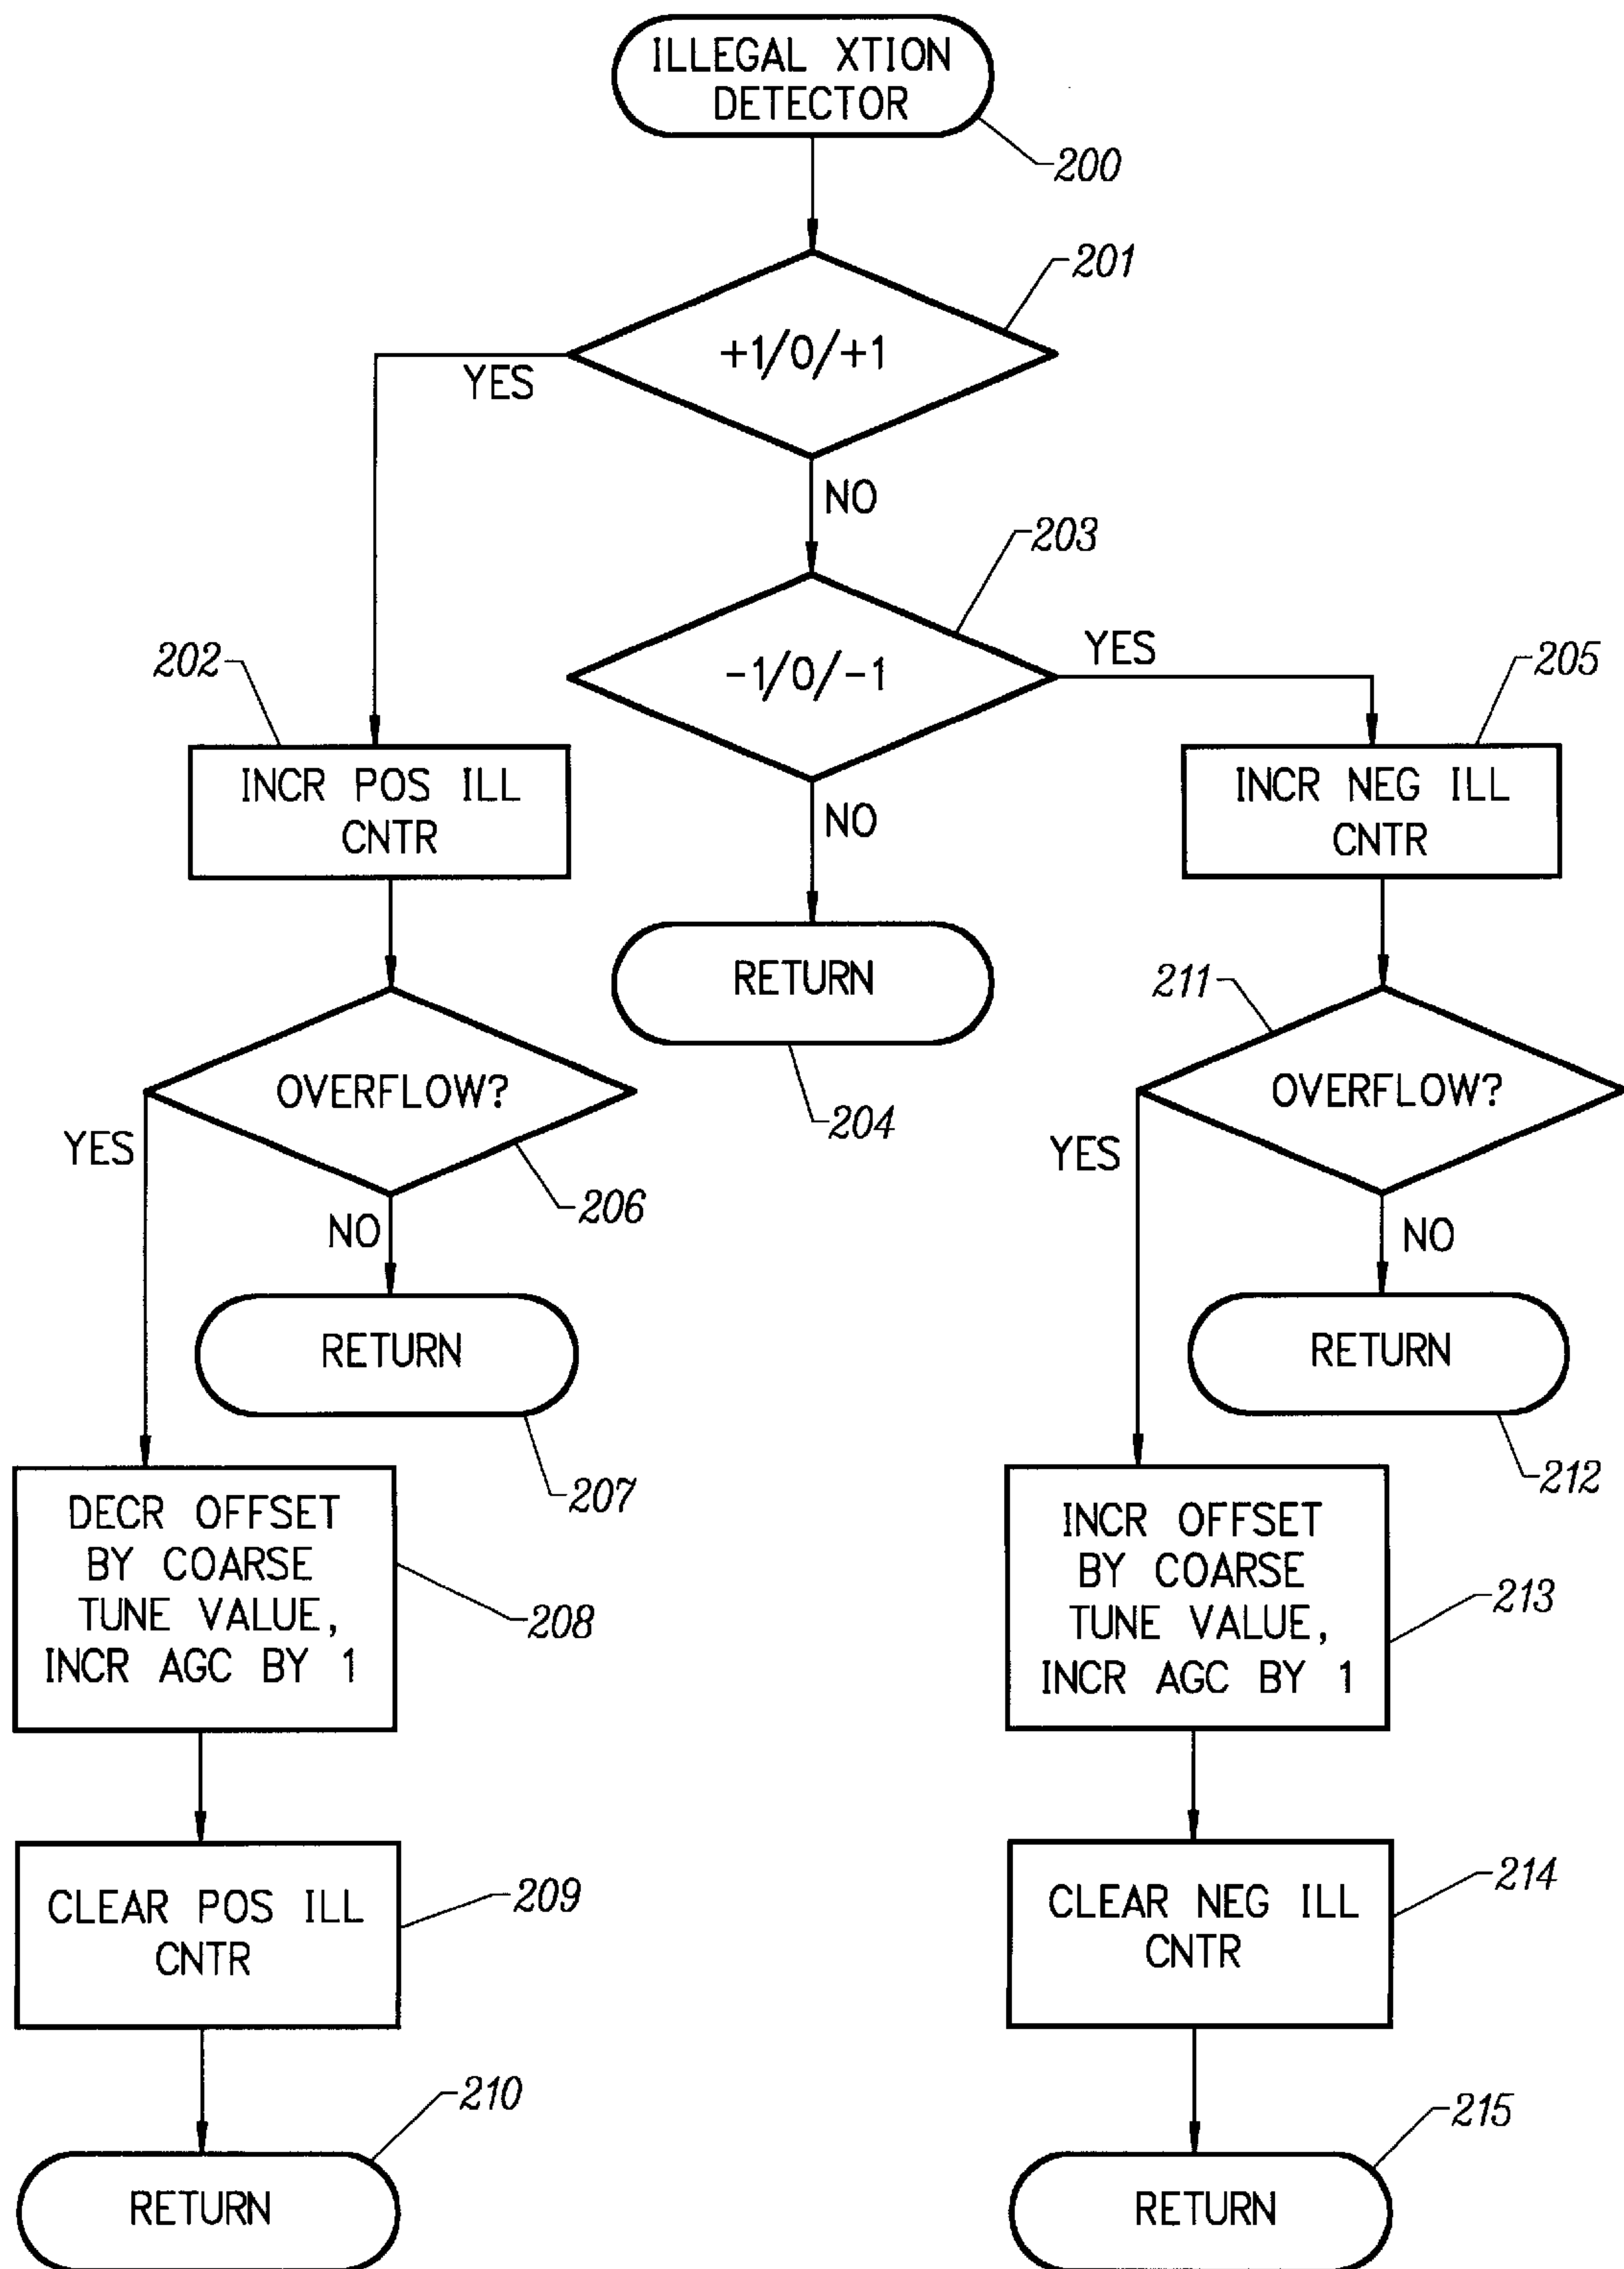 ILLEGAL XTION
DETECTOR
200
201
+1/0/+1
YES
NO
203
-1/0/-1
YES
202
205
INCR POS ILL
CNTR
INCR NEG ILL
CNTR
NO
RETURN
204
211
OVERFLOW?
YES
206
NO
RETURN
207
OVERFLOW?
YES
NO
RETURN
212
DECR OFFSET
BY COARSE
TUNE VALUE,
INCR AGC BY 1
208
INCR OFFSET
BY COARSE
TUNE VALUE,
INCR AGC BY 1
213
CLEAR POS ILL
CNTR
209
CLEAR NEG ILL
CNTR
214
210
RETURN
215
RETURN